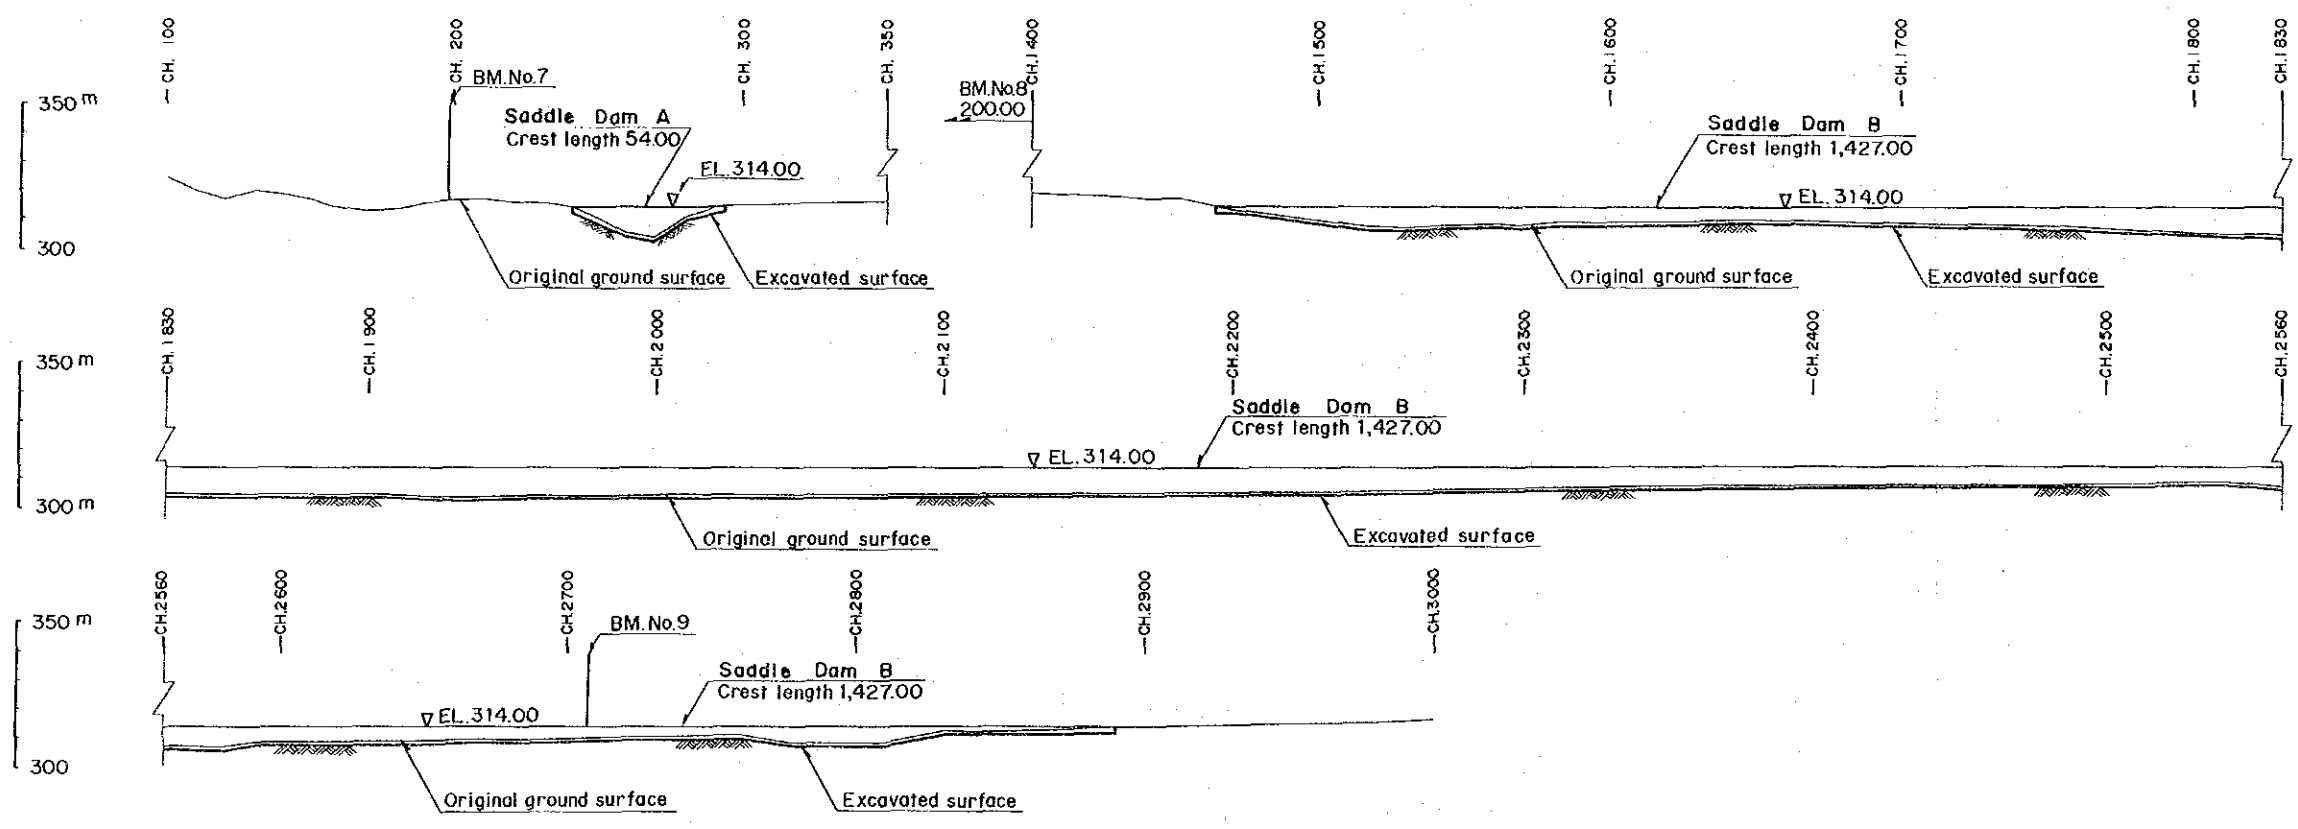 CH. 100
CH. 200
CH. 300
CH. 350
CH.1400
CH.1500
CH.1600
CH.1700
CH.1800
CH.1830
350 m
300
BM.No.7
Saddle Dam A
Crest length 54.00
EL.314.00
BM.No.8
200.00
Saddle Dam B
Crest length 1,427.00
EL.314.00
Original ground surface
Excavated surface
Original ground surface
Excavated surface
CH.1830
CH.1900
CH.2000
CH.2100
CH.2200
CH.2300
CH.2400
CH.2500
CH.2560
350 m
300 m
Saddle Dam B
Crest length 1,427.00
EL.314.00
Original ground surface
Excavated surface
CH.2560
CH.2600
CH.2700
CH.2800
CH.2900
CH.3000
350 m
300
BM.No.9
Saddle Dam B
Crest length 1,427.00
EL.314.00
Original ground surface
Excavated surface